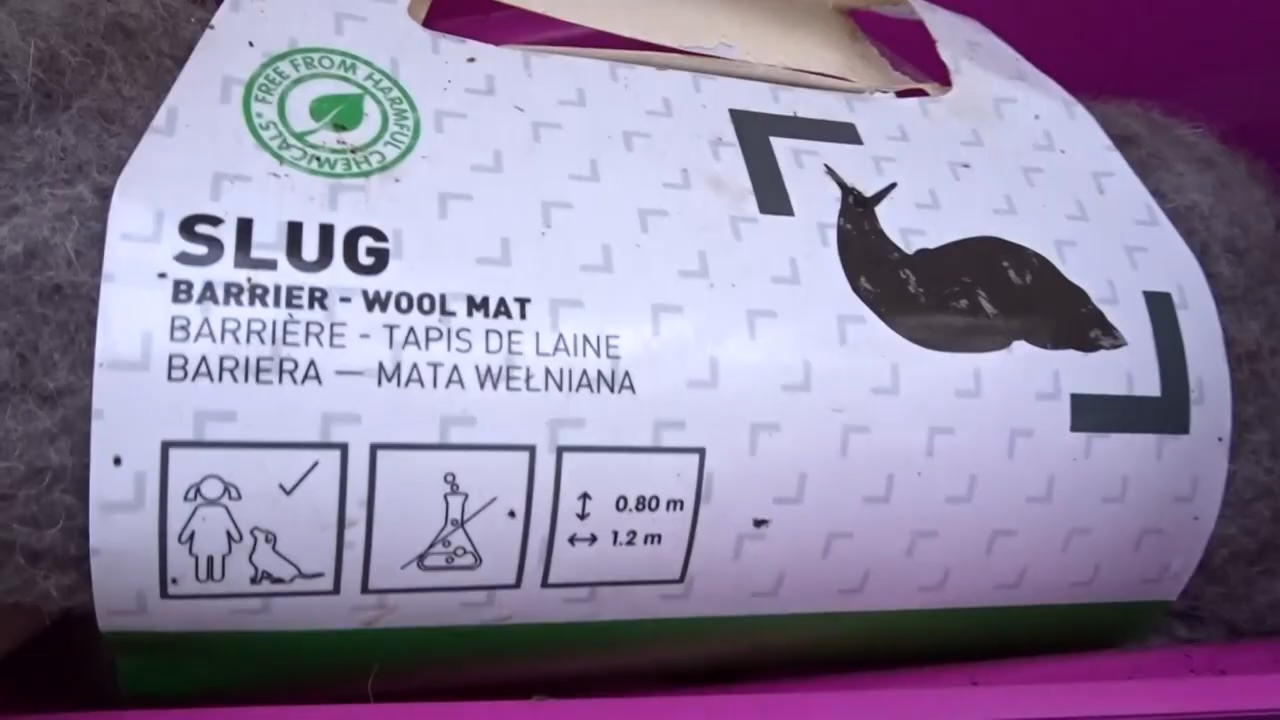 FREE FROM HARMFUL CHEMICALS*
SLUG
BARRIER - WOOL MAT
BARRIÈRE - TAPIS DE LAINE
BARIERA — MATA WEŁNIANA
0.80 m
1.2 m